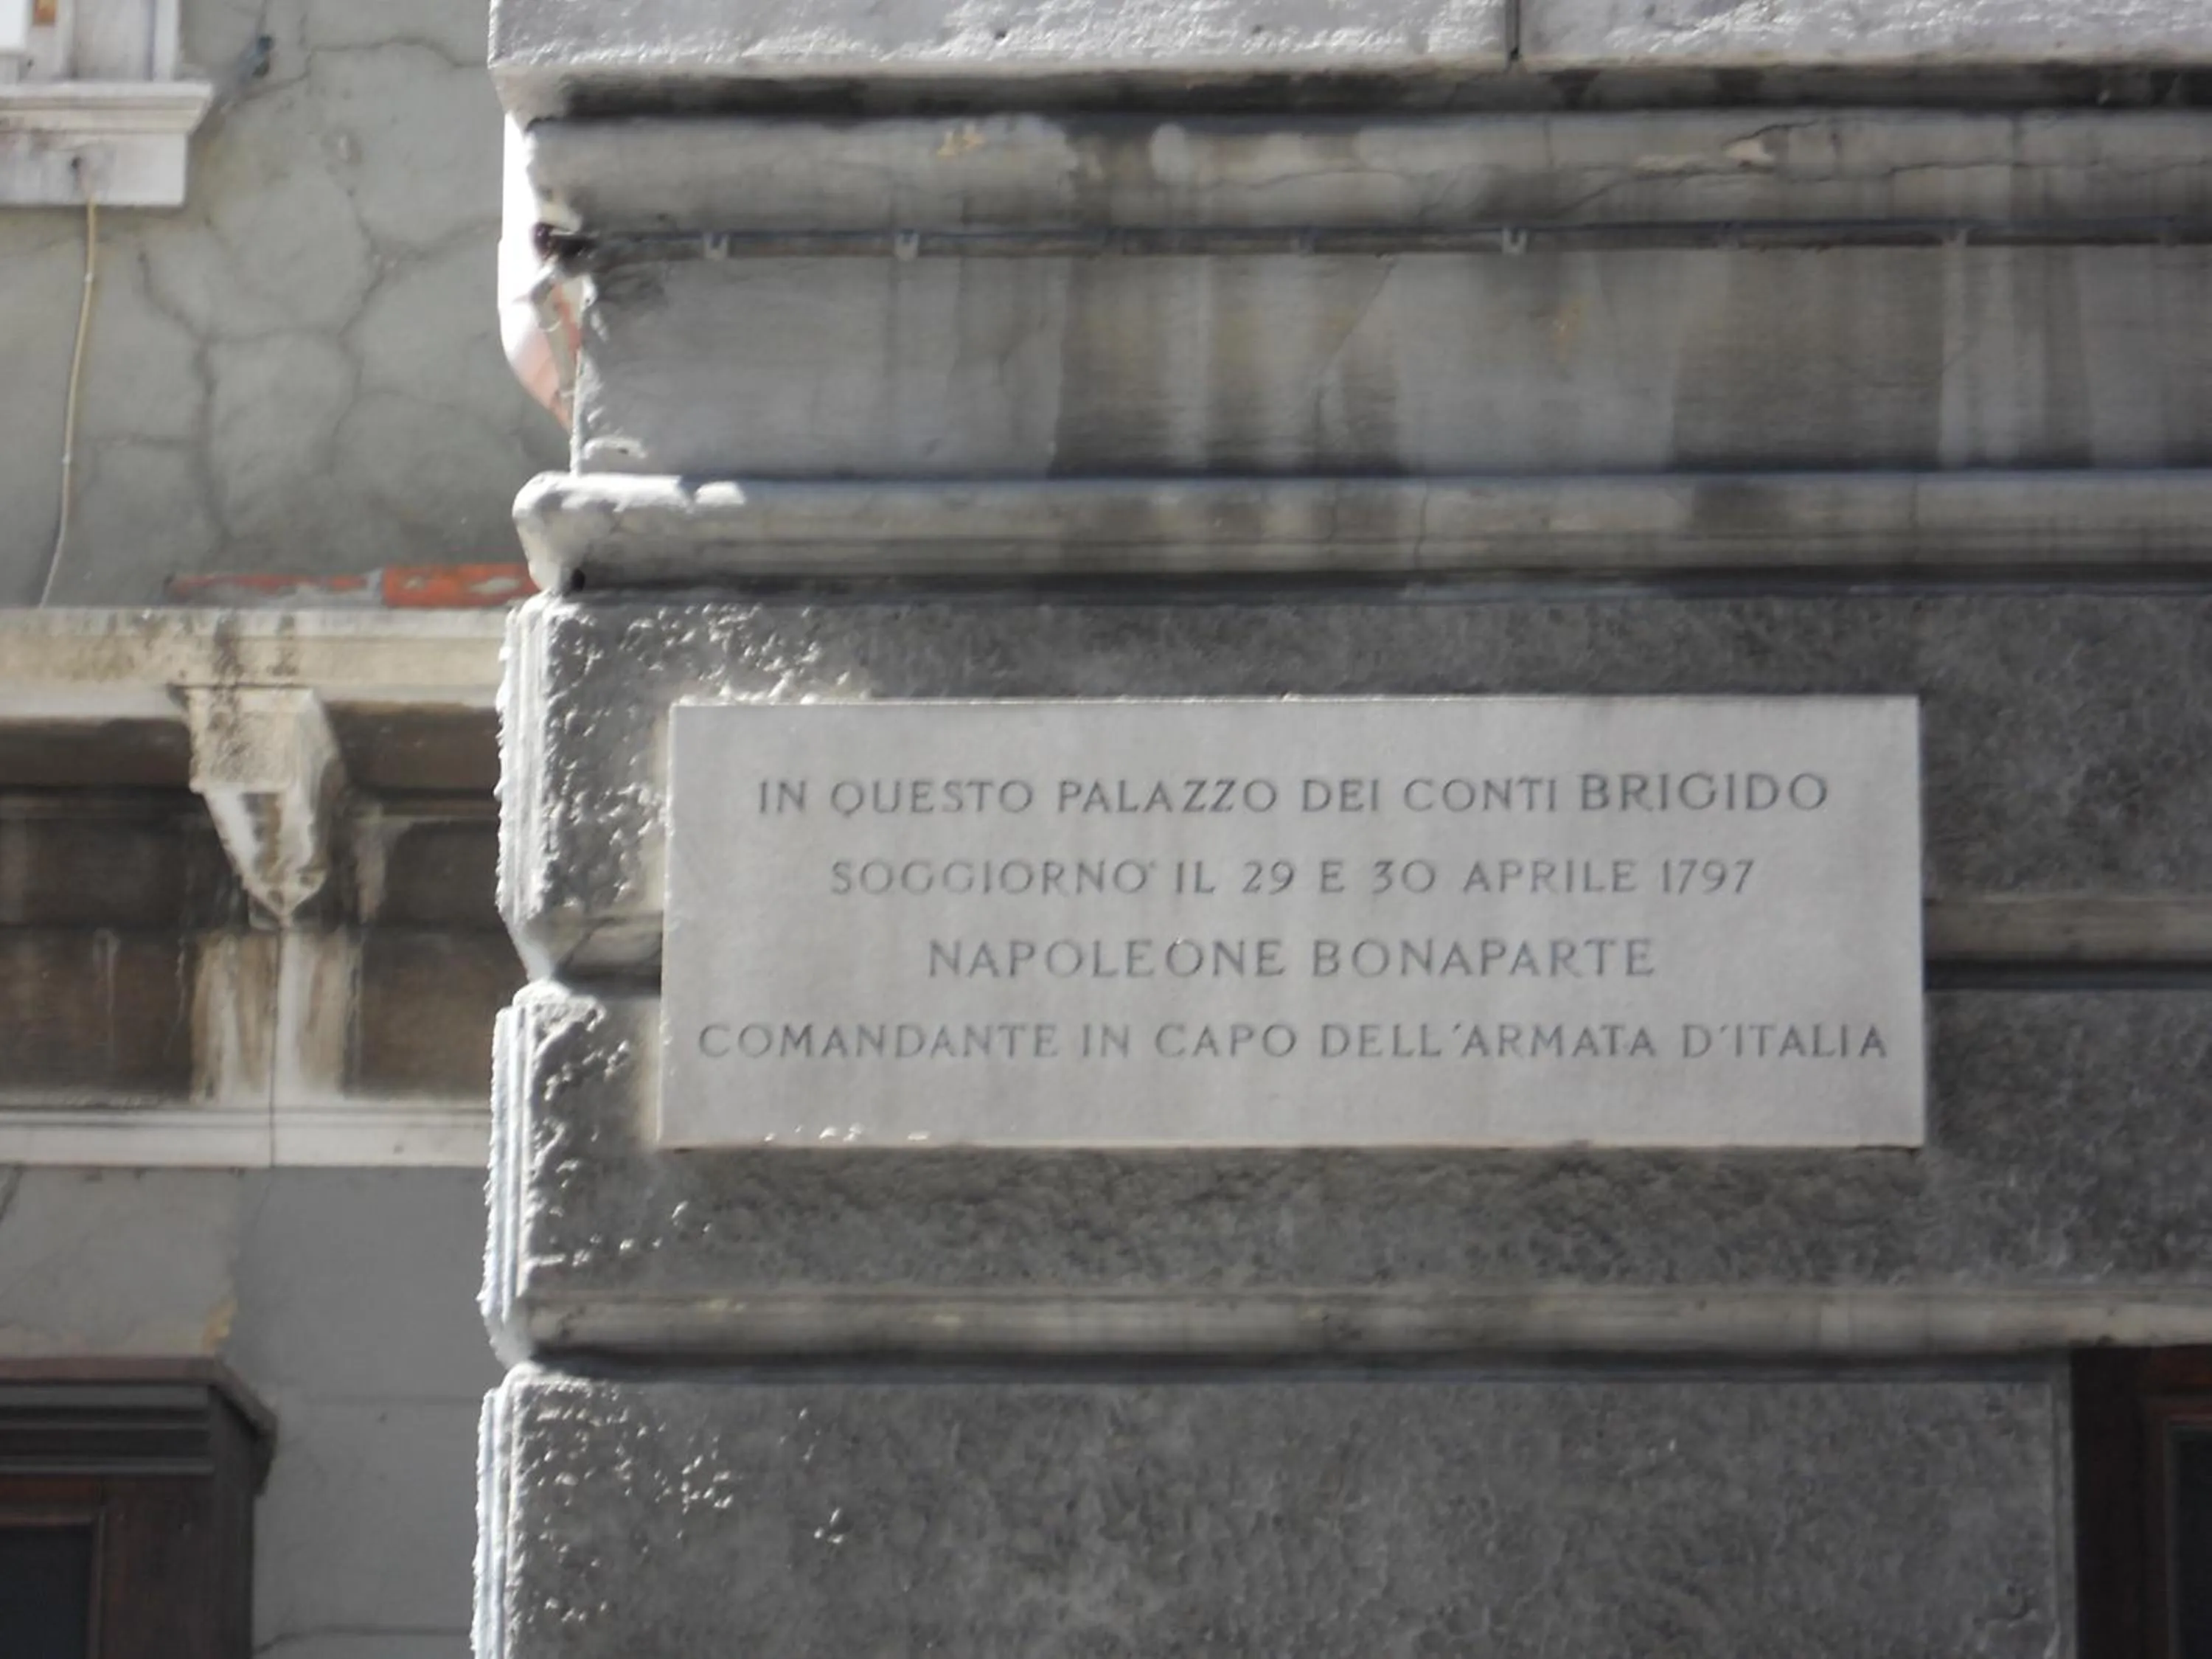 IN QUESTO PALAZZO DEI CONTI BRIGIDO
SOGGIORNO' IL 29 E 30 APRILE 1797
NAPOLEONE BONAPARTE
COMANDANTE IN CAPO DELL'ARMATA D'ITALIA